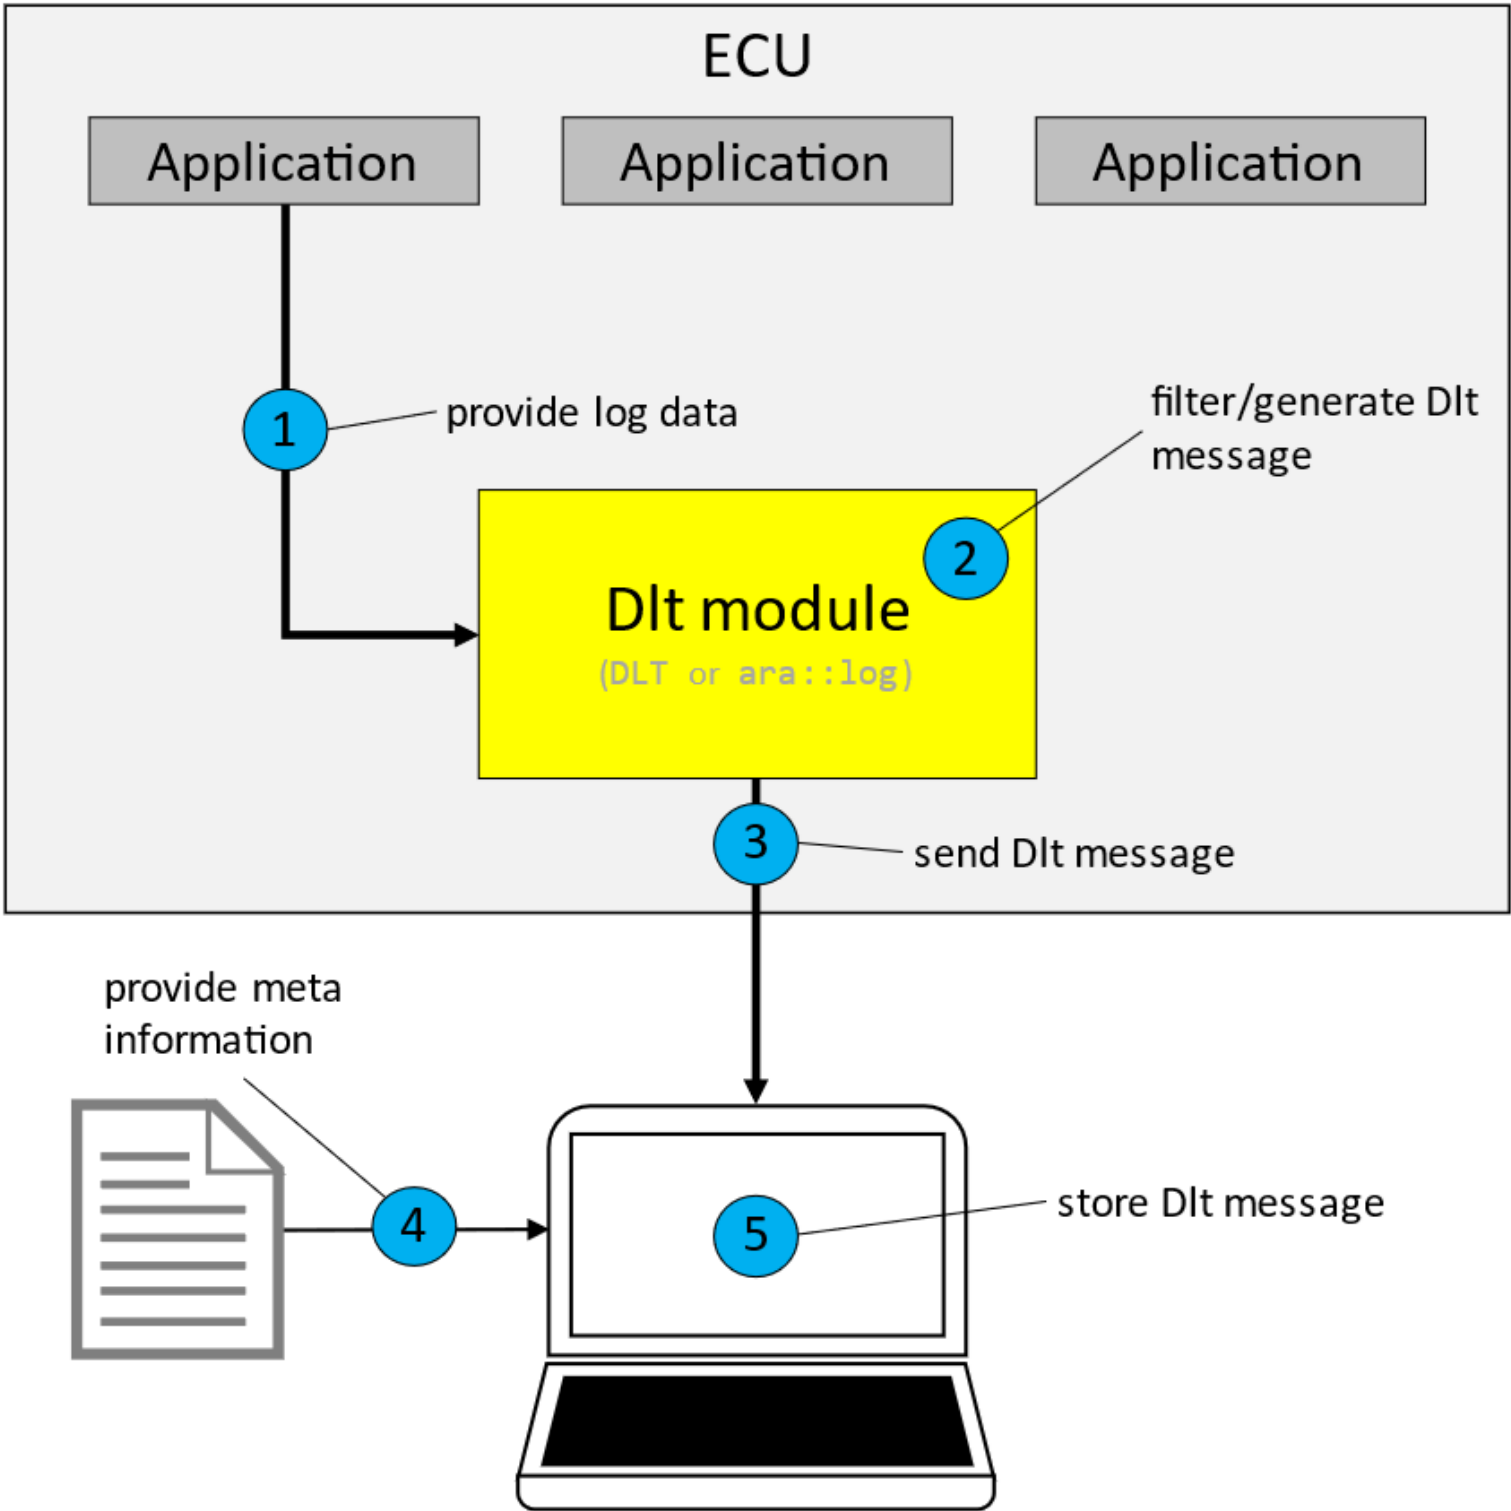 ECU
Application
Application
Application
1
provide log data
filter/generate Dlt
message
2
Dlt module
(DLT or ara::log)
3
send Dlt message
provide meta
information
4
5
store Dlt message